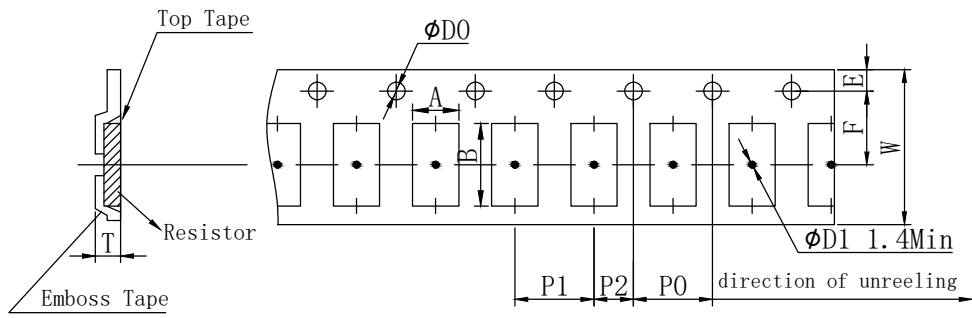 Top Tape
ϕD0
A
E
F
W
B
Resistor
T
ϕD1 1.4Min
P1
P2
P0
direction of unreeling
Emboss Tape